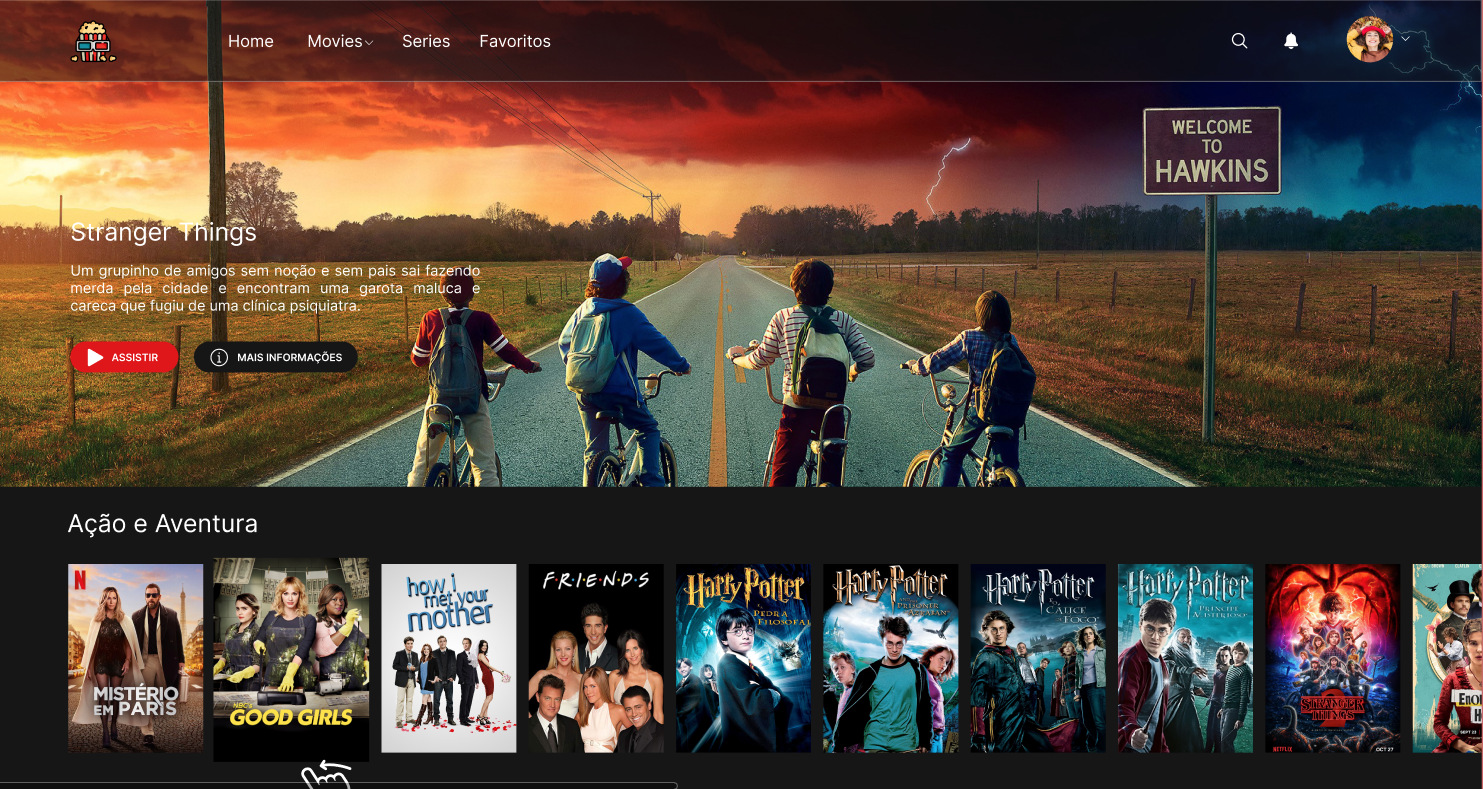 Home
Movies
Series
Favoritos
WELCOME
TO
HAWKINS
Stranger Things
Um grupinho de amigos sem noção e sem pais sai fazendo
merda pela cidade e encontram uma garota maluca e
careca que fugiu de uma clínica psiquiatra.
ASSISTIR
MAIS INFORMAÇÕES
Ação e Aventura
N
MISTÉRIO
EM PARIS
NBC's
GOOD GIRLS
how i
met your
mother
F·R·I·E·N·D·S
Harry Potter
PEDRA
FILOSOFAL
Harry Potter
PRISIONEIRO
AZKABAN
Harry Potter
CÁLICE
FOGO
Harry Potter
PRÍNCIPE
MISTERIOSO
STRANGER
THINGS
NETFLIX
OCT 27
SEPT 23